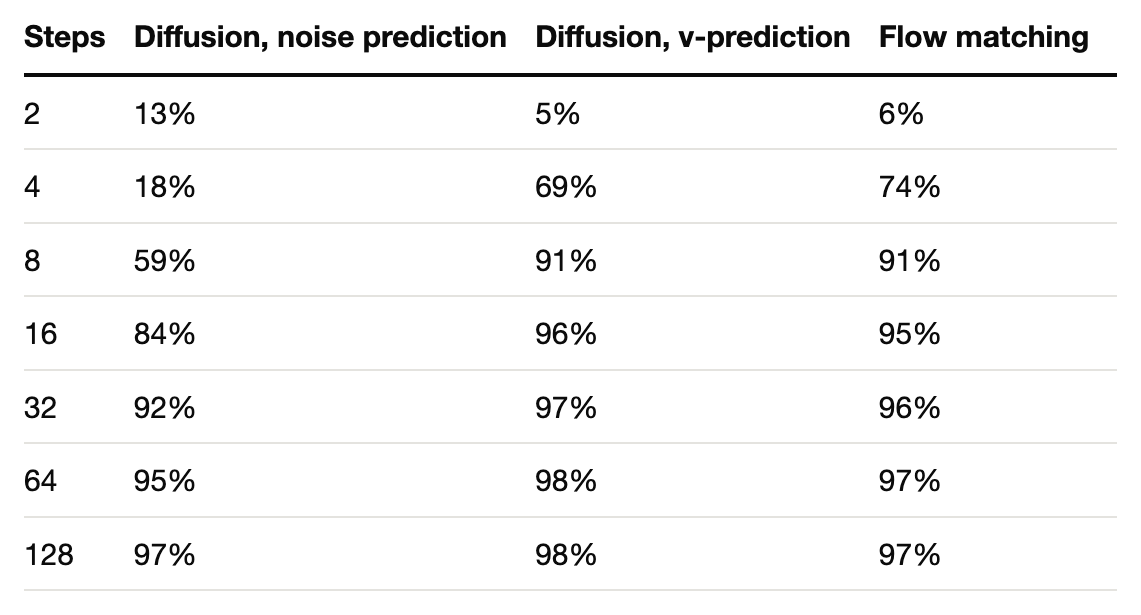 Steps Diffusion, noise prediction Diffusion, v-prediction Flow matching
2 13% 5% 6%
4 18% 69% 74%
8 59% 91% 91%
16 84% 96% 95%
32 92% 97% 96%
64 95% 98% 97%
128 97% 98% 97%